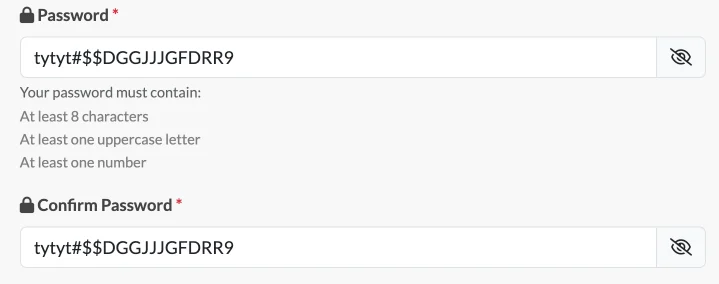 Password *
tytyt#$$DGGJJJGFDRR9
Your password must contain:
At least 8 characters
At least one uppercase letter
At least one number
Confirm Password *
tytyt#$$DGGJJJGFDRR9